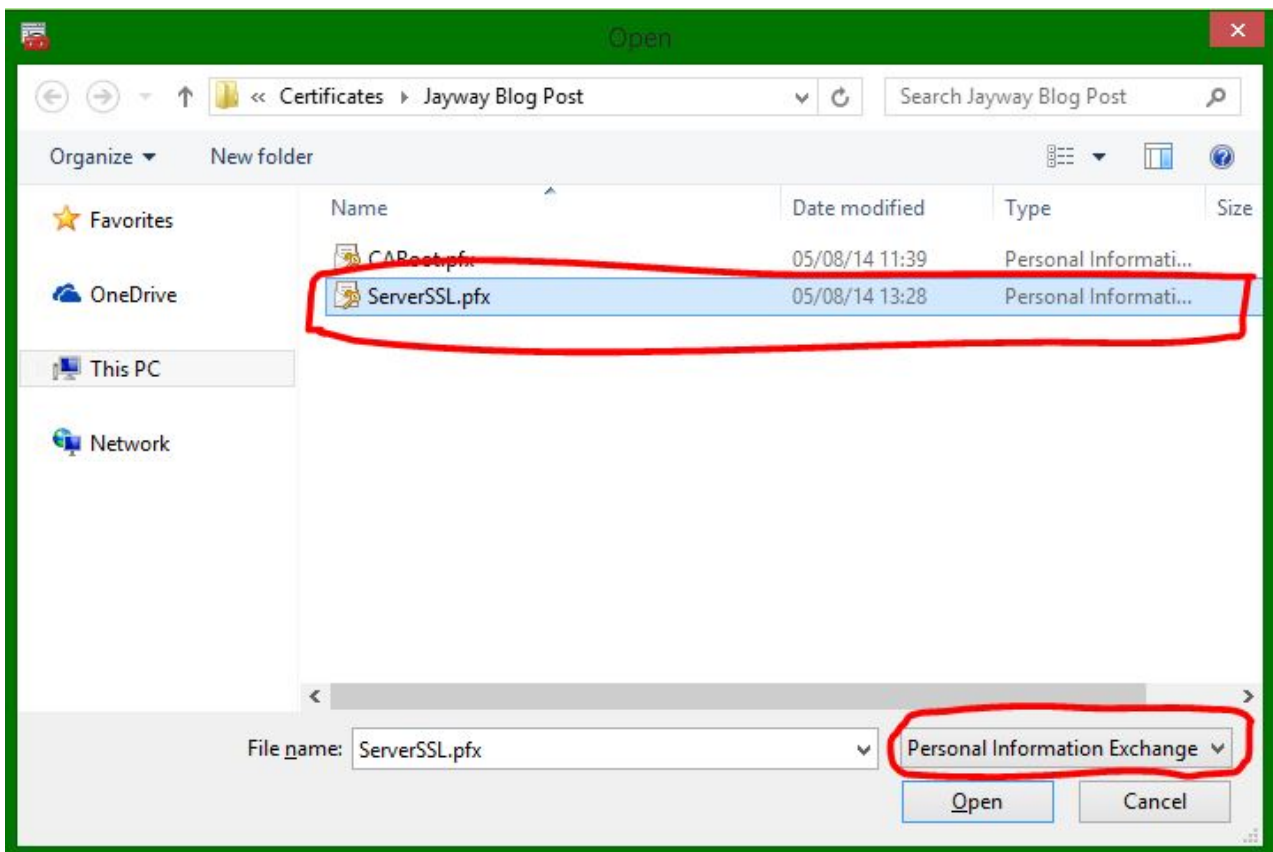 Open
« Certificates ▸ Jayway Blog Post
Search Jayway Blog Post
Organize New folder
Name Date modified Type Size
Favorites
OneDrive
This PC
Network
CARoot.pfx 05/08/14 11:39 Personal Informati...
ServerSSL.pfx 05/08/14 13:28 Personal Informati...
File name: ServerSSL.pfx Personal Information Exchange
Open Cancel